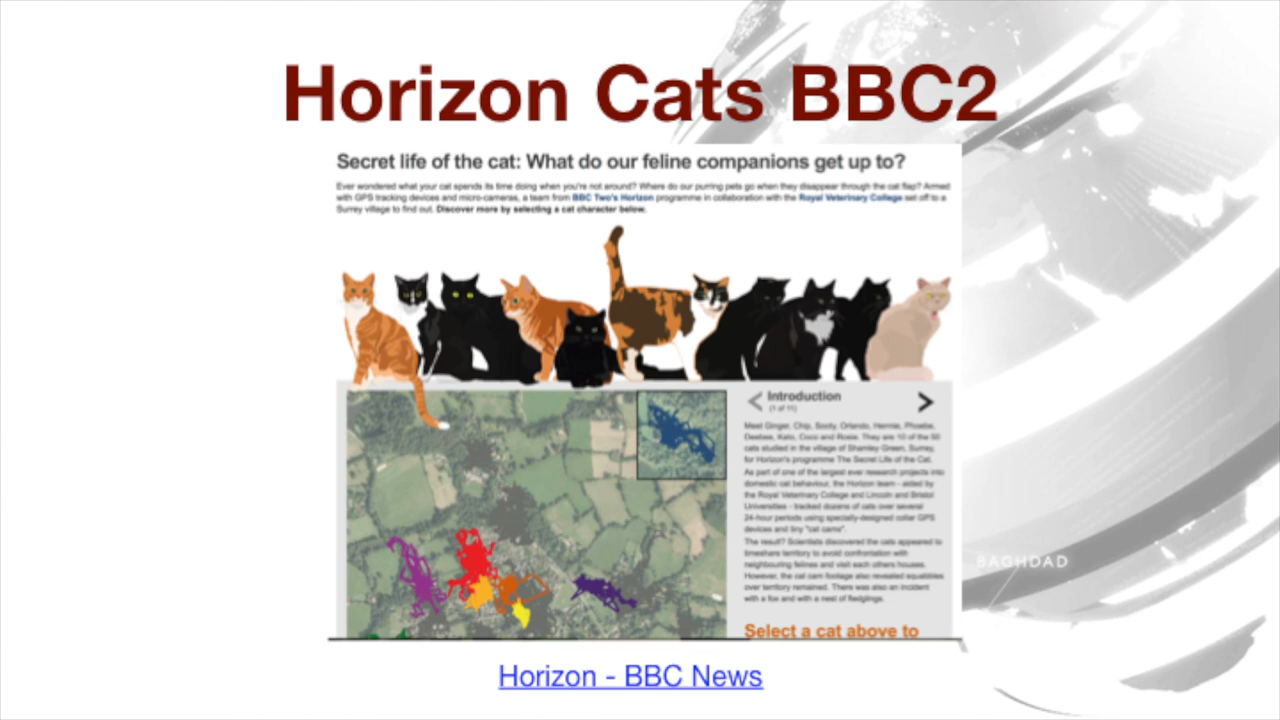 Horizon Cats BBC2
Secret life of the cat: What do our feline companions get up to?
Ever wondered what your cat spends its time doing when you're not around? Where do our purring pets go when they disappear through the cat flap? Armed
with GPS tracking devices and micro-cameras, a team from BBC Two's Horizon programme in collaboration with the Royal Veterinary College set off to a
Surrey village to find out. Discover more by selecting a cat character below.
Introduction
(1 of 11)
Meet Ginger, Chip, Sooty, Orlando, Hermie, Phoebe,
Deebee, Kato, Coco and Rosie. They are 10 of the 50
cats studied in the village of Shamley Green, Surrey,
for Horizon's programme The Secret Life of the Cat.
As part of one of the largest ever research projects into
domestic cat behaviour, the Horizon team - aided by
the Royal Veterinary College and Lincoln and Bristol
Universities - tracked dozens of cats over several
24-hour periods using specially-designed collar GPS
devices and tiny "cat cams".
The result? Scientists discovered the cats appeared to
timeshare territory to avoid confrontation with
neighbouring felines and visit each others houses.
However, the cat cam footage also revealed squabbles
over territory remained. There was also an incident
with a fox and with a nest of fledglings.
Select a cat above to
BAGHDAD
Horizon - BBC News